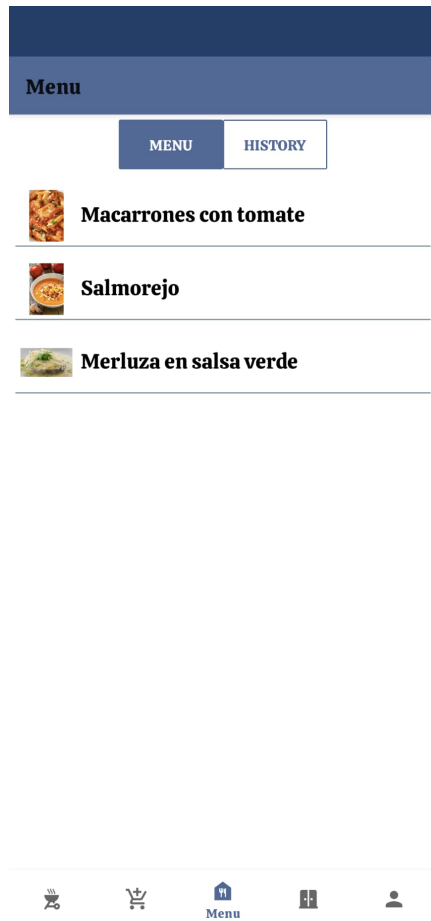 Menu
MENU HISTORY
Macarrones con tomate
Salmorejo
Merluza en salsa verde
Menu